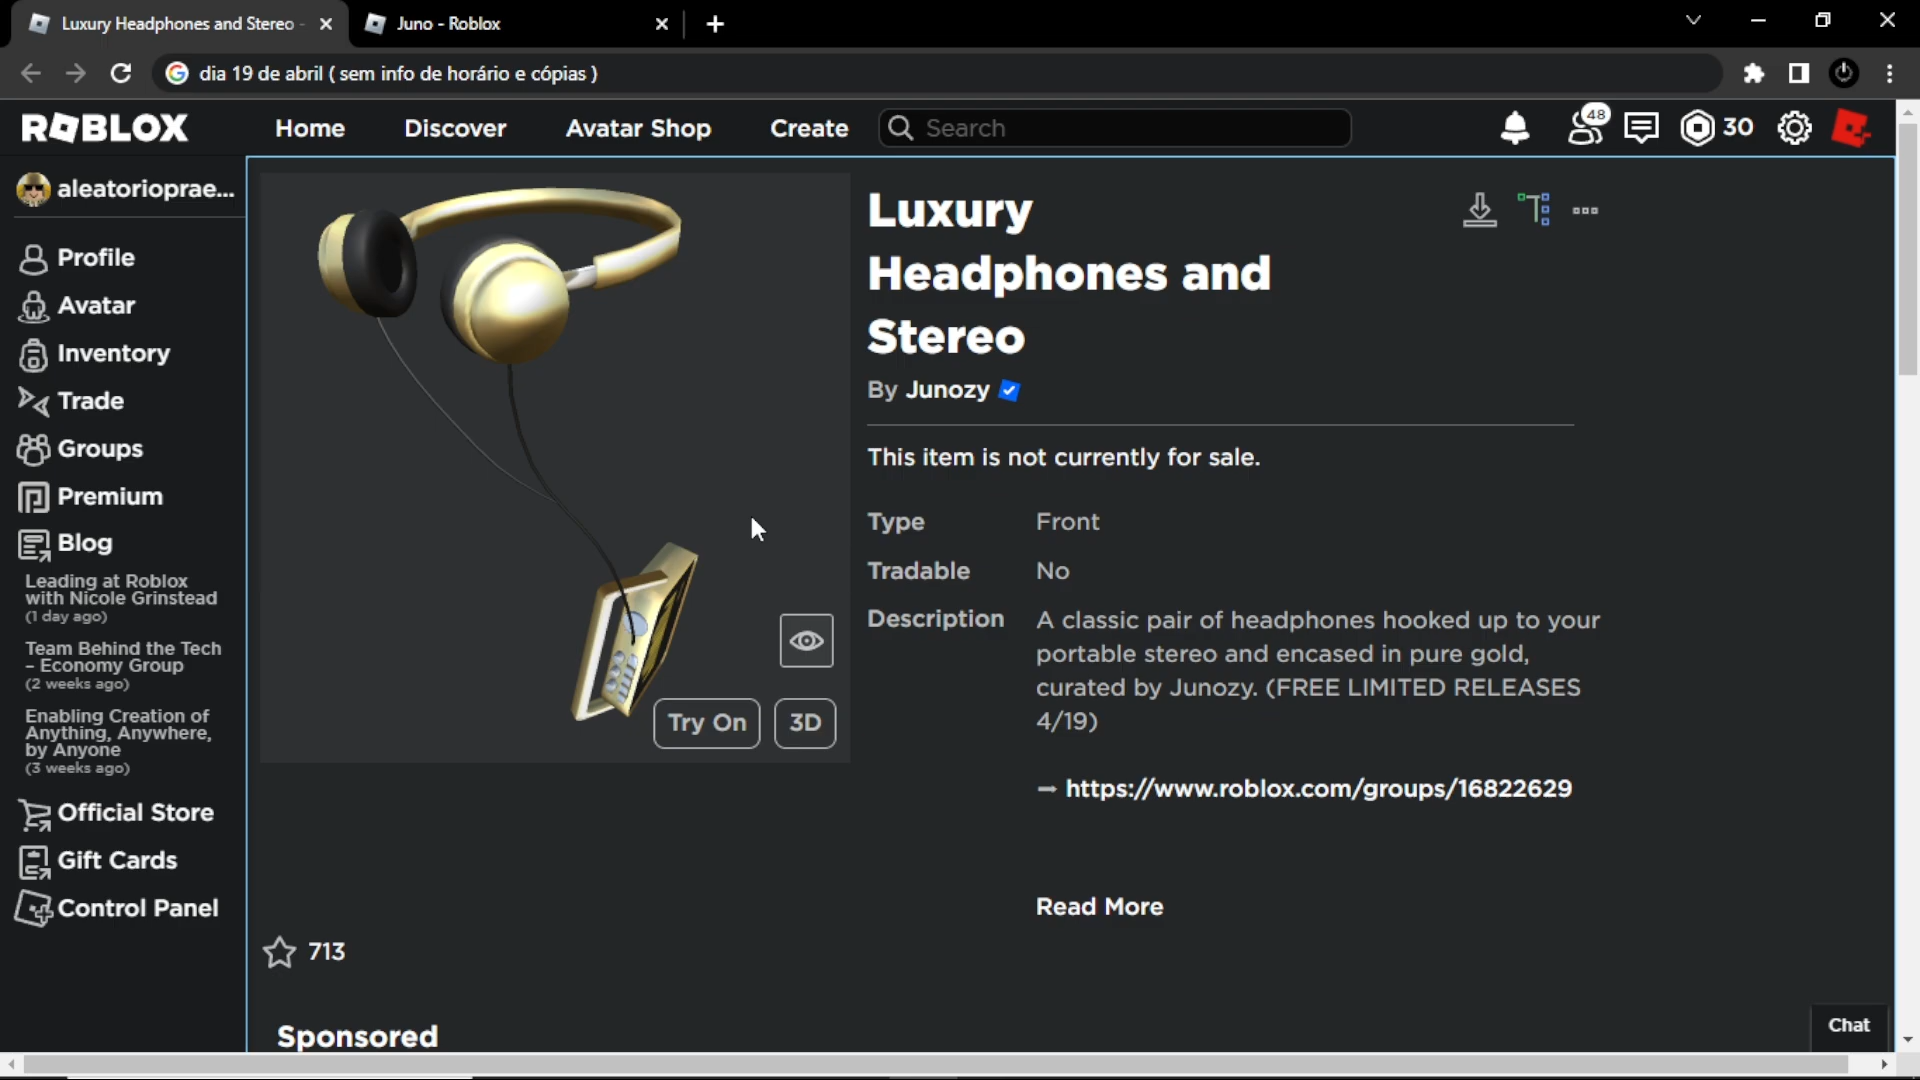 Luxury Headphones and Stereo -
Juno - Roblox
dia 19 de abril ( sem info de horário e cópias )
ROBLOX
Home
Discover
Avatar Shop
Create
Search
48
30
aleatorioprae...
Profile
Avatar
Inventory
Trade
Groups
Premium
Blog
Leading at Roblox
with Nicole Grinstead
(1 day ago)
Team Behind the Tech
– Economy Group
(2 weeks ago)
Enabling Creation of
Anything, Anywhere,
by Anyone
(3 weeks ago)
Official Store
Gift Cards
Control Panel
Try On
3D
713
Sponsored
Luxury
Headphones and
Stereo
By Junozy
This item is not currently for sale.
Type Front
Tradable No
Description A classic pair of headphones hooked up to your
portable stereo and encased in pure gold,
curated by Junozy. (FREE LIMITED RELEASES
4/19)
➖ https://www.roblox.com/groups/16822629
Read More
Chat